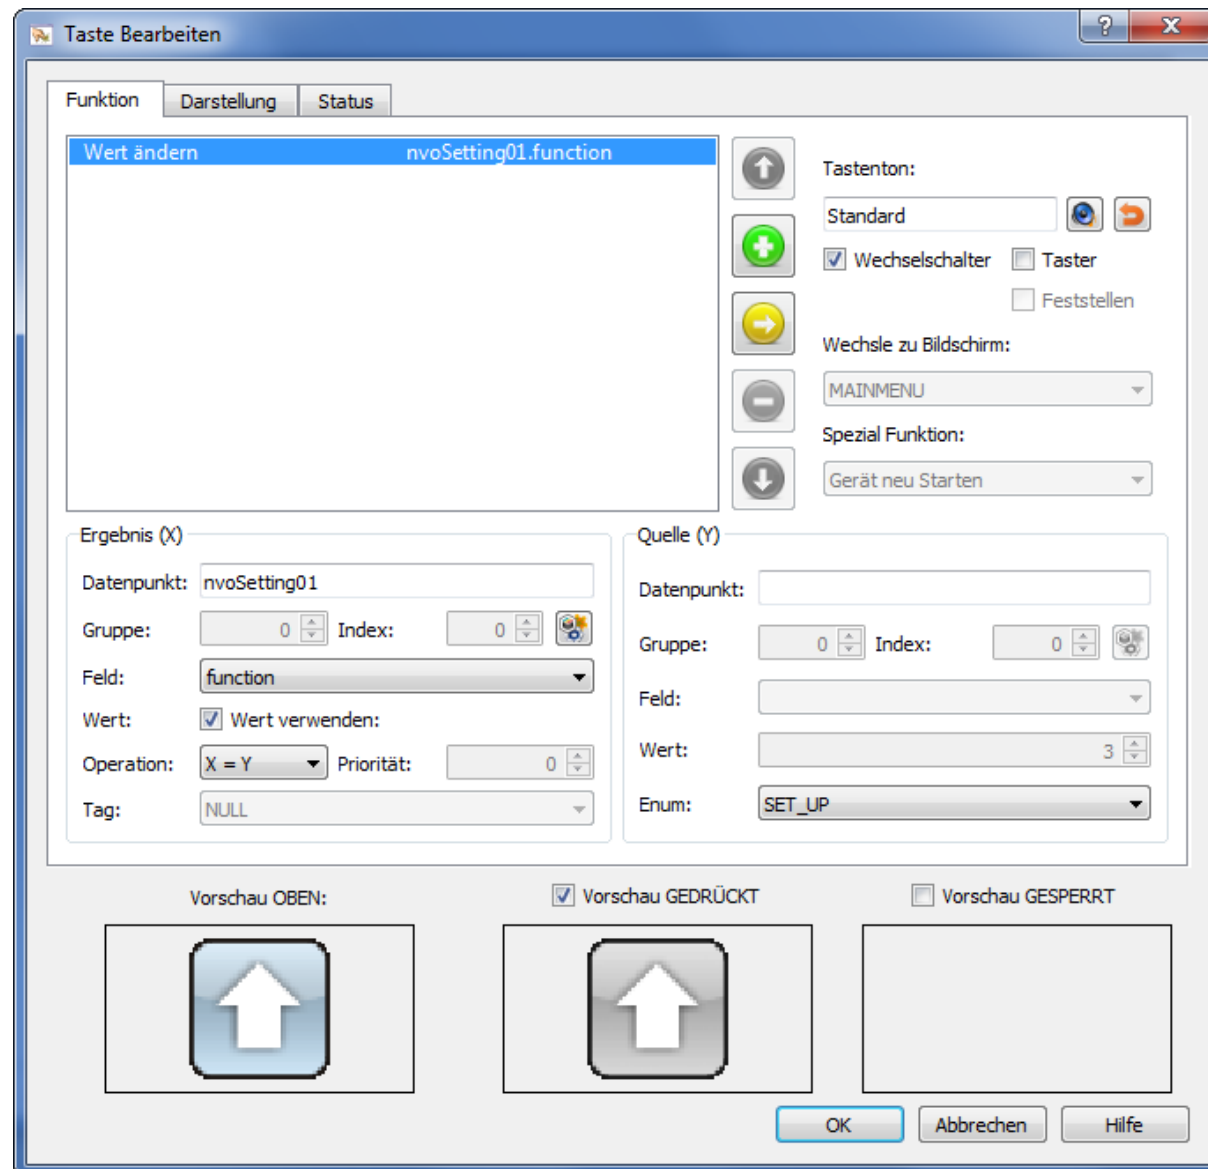 Taste Bearbeiten
?
X
Funktion Darstellung Status
Wert ändern nvoSetting01.function
Tastenton:
Standard
Wechselschalter Taster
Feststellen
Wechsle zu Bildschirm:
MAINMENU
Spezial Funktion:
Gerät neu Starten
Ergebnis (X)
Datenpunkt: nvoSetting01
Gruppe: 0 Index: 0
Feld: function
Wert: Wert verwenden:
Operation: X = Y Priorität: 0
Tag: NULL
Quelle (Y)
Datenpunkt:
Gruppe: 0 Index: 0
Feld:
Wert: 3
Enum: SET_UP
Vorschau OBEN: Vorschau GEDRÜCKT Vorschau GESPERRT
OK Abbrechen Hilfe